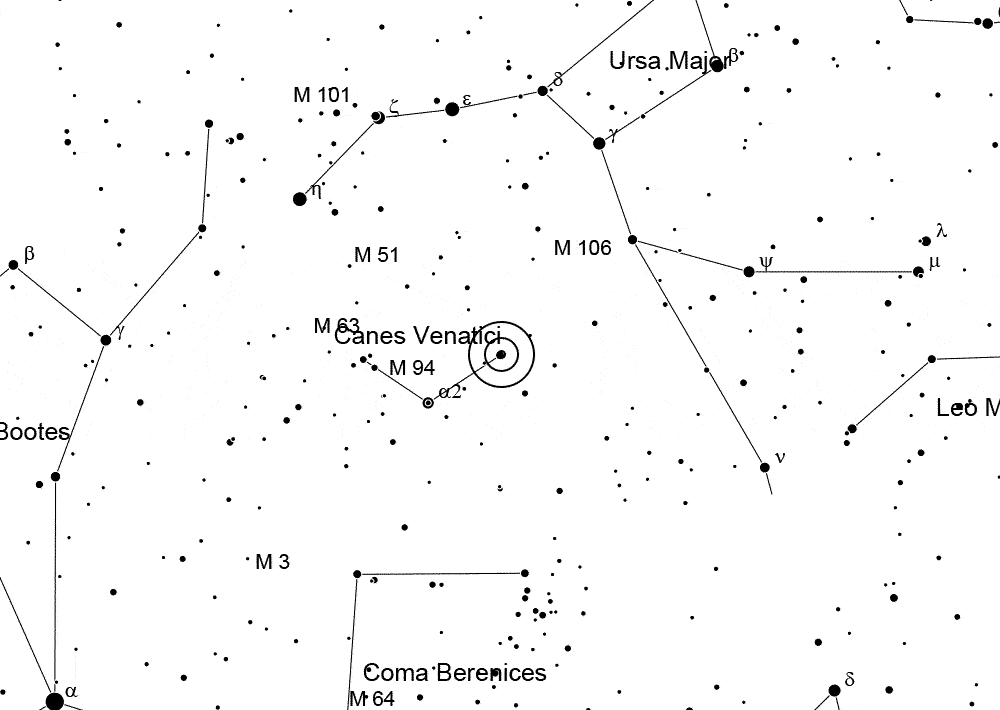 Ursa Major
β
δ
M 101
ζ
ε
γ
η
λ
M 51
M 106
β
ψ
μ
M 63
Canes Venatici
γ
M 94
α2
Leo M
Bootes
ν
M 3
Coma Berenices
δ
α
M 64